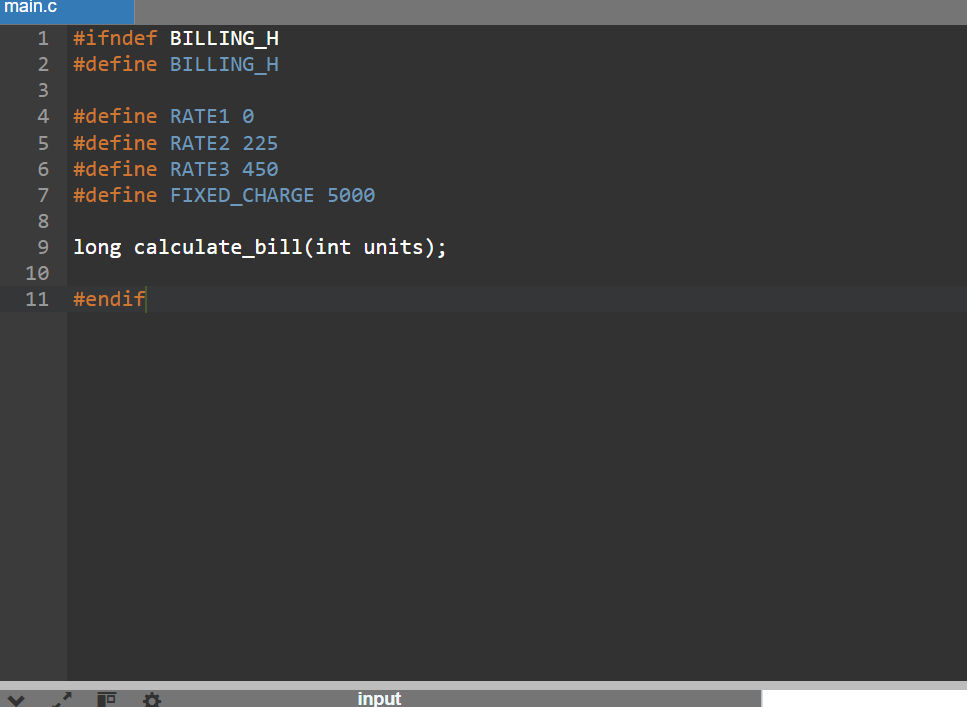 main.c
1 #ifndef BILLING_H
2 #define BILLING_H
3
4 #define RATE1 0
5 #define RATE2 225
6 #define RATE3 450
7 #define FIXED_CHARGE 5000
8
9 long calculate_bill(int units);
10
11 #endif
input